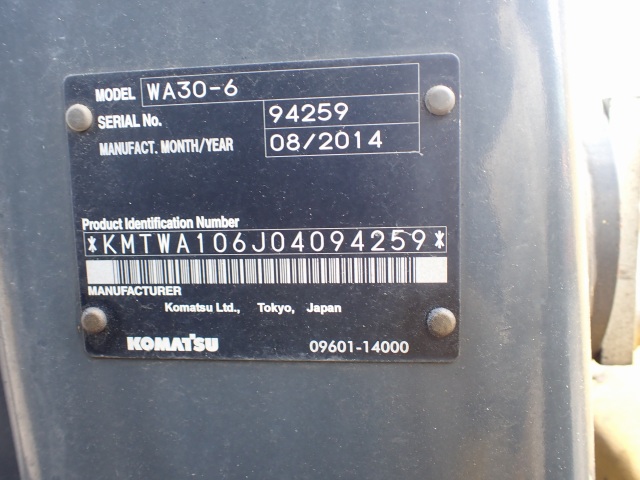 MODEL WA30-6
SERIAL No. 94259
MANUFACT. MONTH/YEAR 08/2014
Product Identification Number
*KMTWA106J04094259*
MANUFACTURER
Komatsu Ltd., Tokyo, Japan
KOMATSU 09601-14000